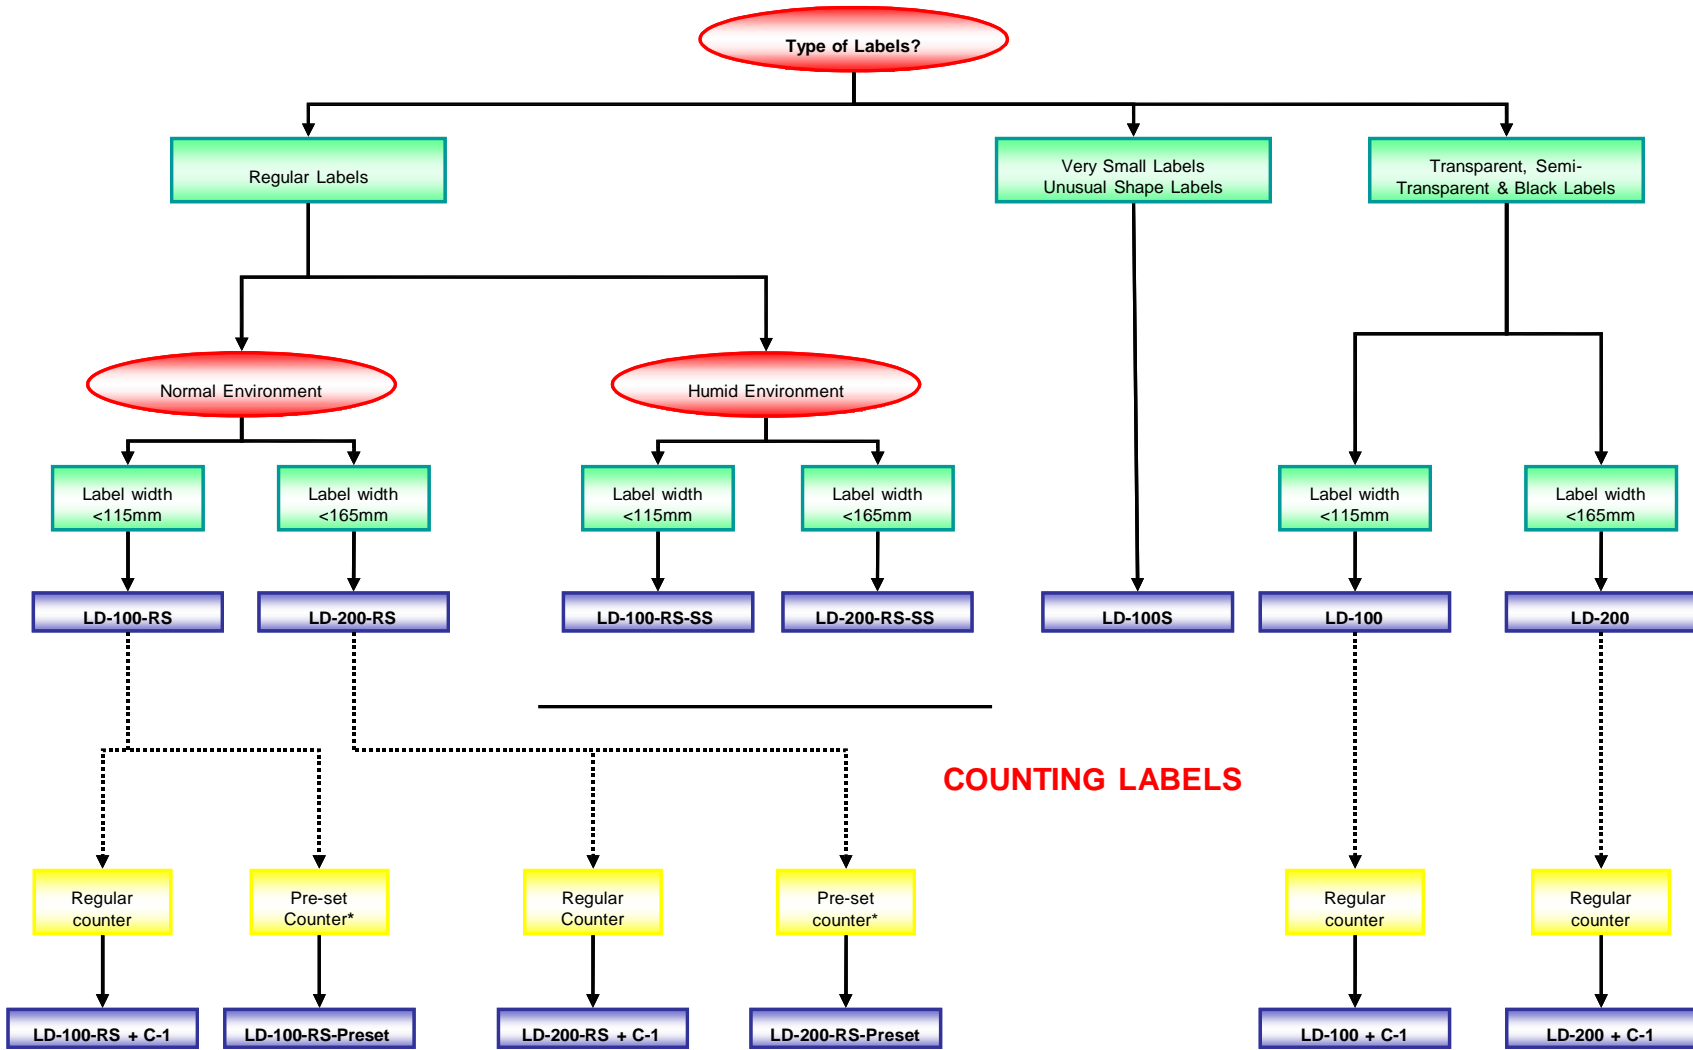 Type of Labels?
Regular Labels
Very Small Labels
Unusual Shape Labels
Transparent, Semi-
Transparent & Black Labels
Normal Environment
Humid Environment
Label width
<115mm
Label width
<165mm
Label width
<115mm
Label width
<165mm
Label width
<115mm
Label width
<165mm
LD-100-RS
LD-200-RS
LD-100-RS-SS
LD-200-RS-SS
LD-100S
LD-100
LD-200
COUNTING LABELS
Regular
counter
Pre-set
Counter*
Regular
Counter
Pre-set
counter*
Regular
counter
Regular
counter
LD-100-RS + C-1
LD-100-RS-Preset
LD-200-RS + C-1
LD-200-RS-Preset
LD-100 + C-1
LD-200 + C-1